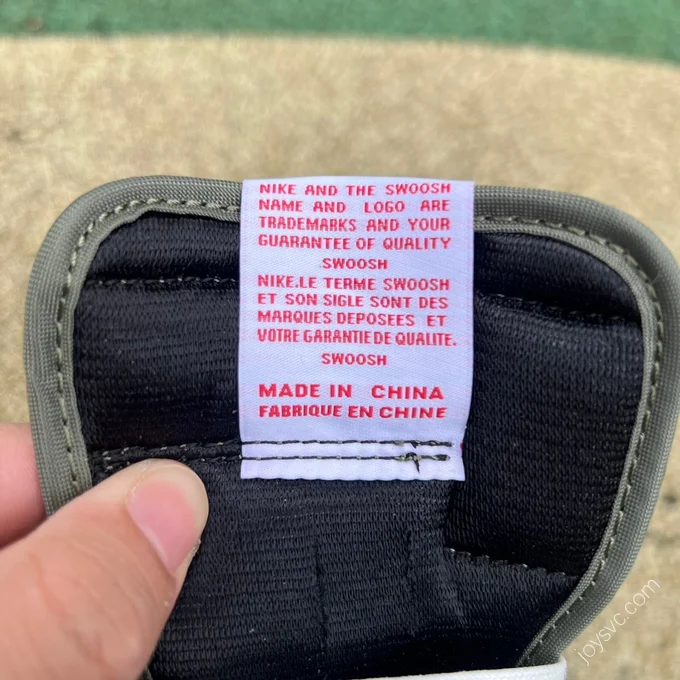 NIKE AND THE SWOOSH
NAME AND LOGO ARE
TRADEMARKS AND YOUR
GUARANTEE OF QUALITY
SWOOSH
NIKE.LE TERME SWOOSH
ET SON SIGLE SONT DES
MARQUES DEPOSEES ET
VOTRE GARANTIE DE QUALITE.
SWOOSH
MADE IN CHINA
FABRIQUE EN CHINE
joysvc.com